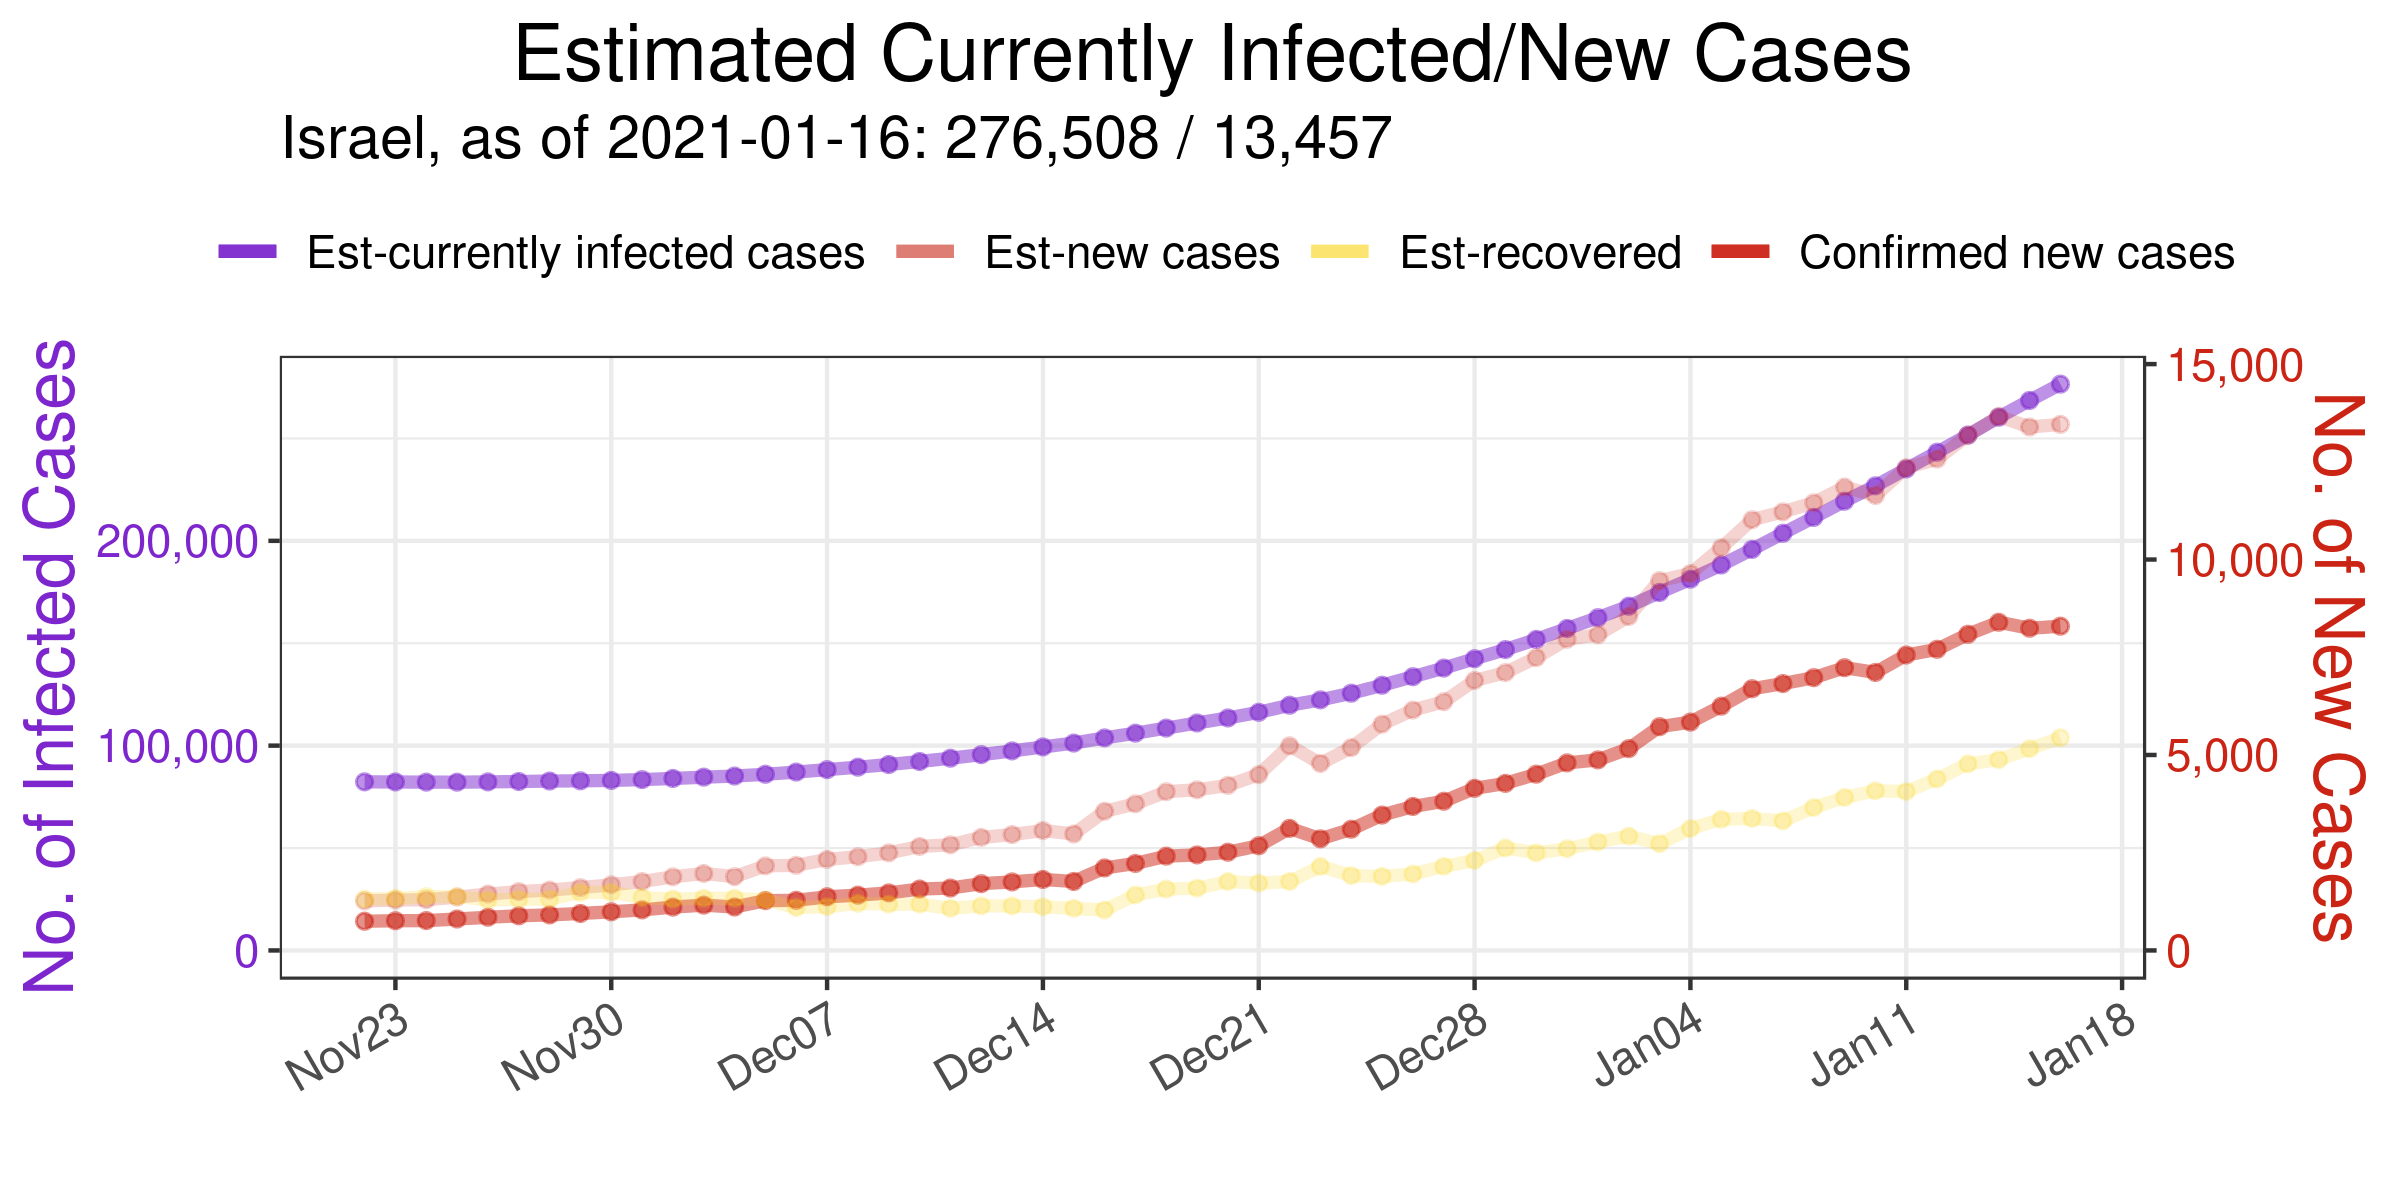 Estimated Currently Infected/New Cases
Israel, as of 2021-01-16: 276,508 / 13,457
Est-currently infected cases Est-new cases Est-recovered Confirmed new cases
No. of Infected Cases
200,000
100,000
0
15,000
10,000
5,000
0
No. of New Cases
Nov23 Nov30 Dec07 Dec14 Dec21 Dec28 Jan04 Jan11 Jan18